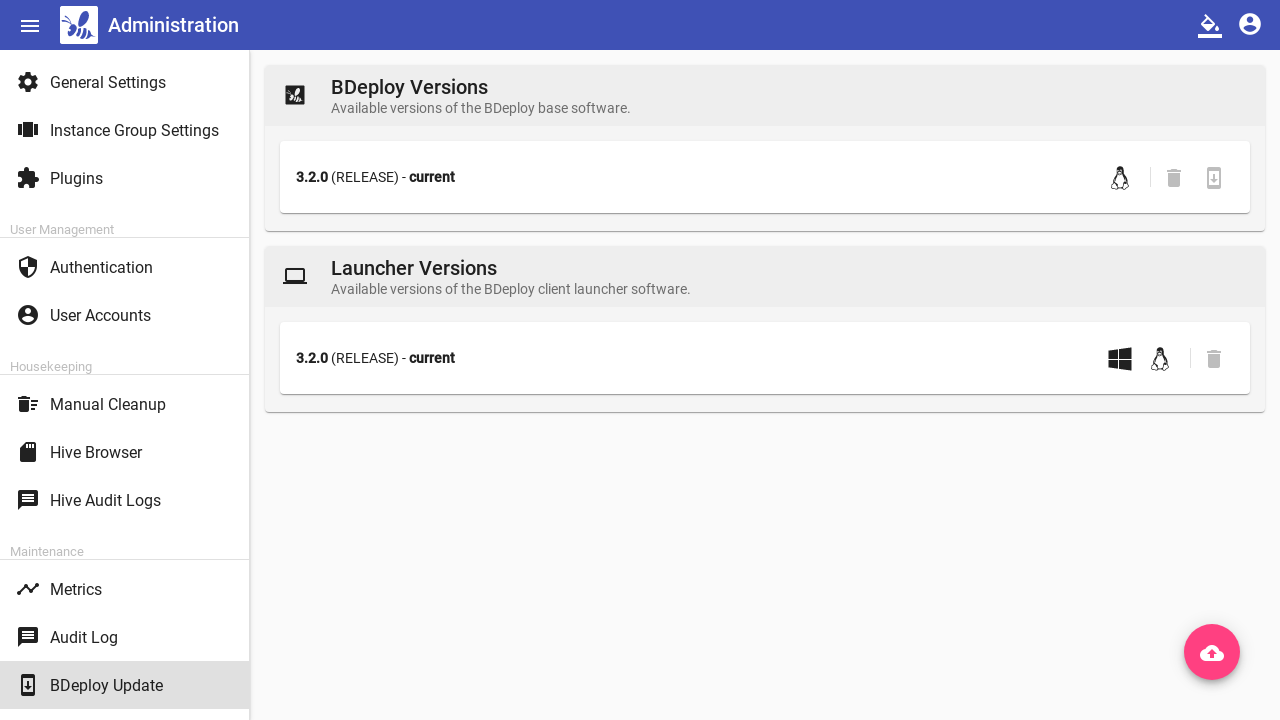 Administration
General Settings
Instance Group Settings
Plugins
User Management
Authentication
User Accounts
Housekeeping
Manual Cleanup
Hive Browser
Hive Audit Logs
Maintenance
Metrics
Audit Log
BDeploy Update
BDeploy Versions
Available versions of the BDeploy base software.
3.2.0 (RELEASE) - current
Launcher Versions
Available versions of the BDeploy client launcher software.
3.2.0 (RELEASE) - current